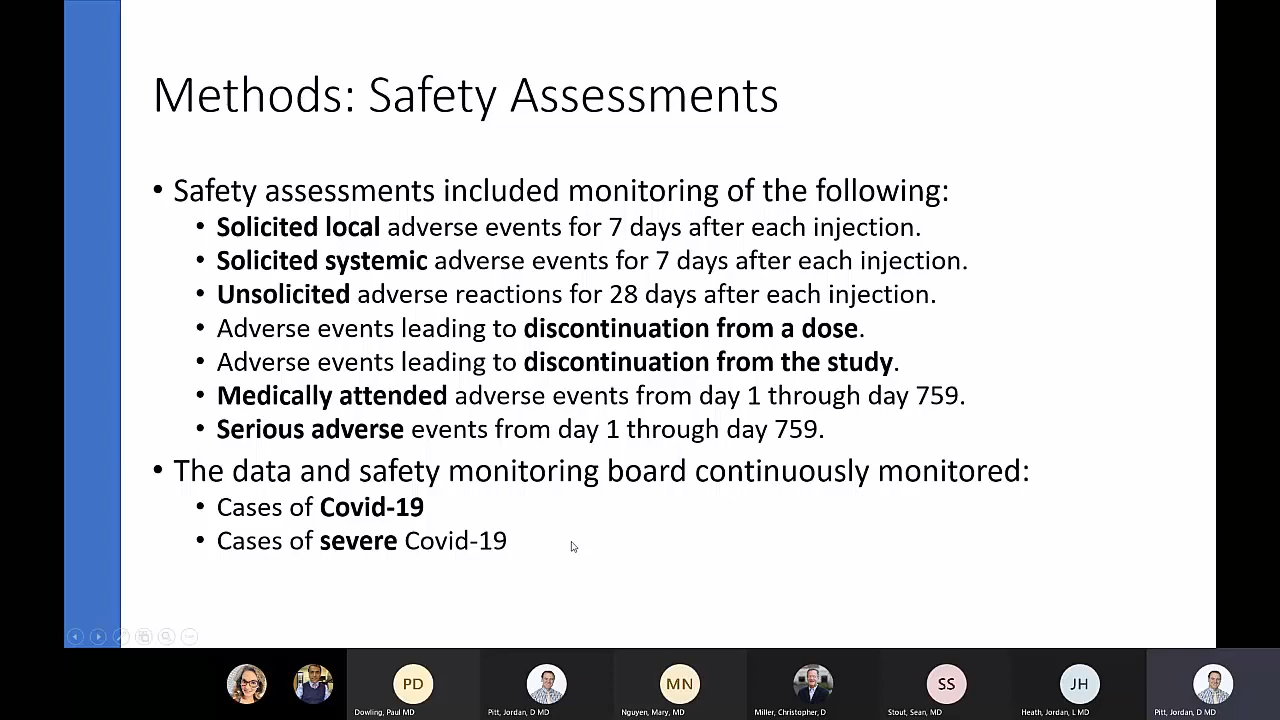 Methods: Safety Assessments
• Safety assessments included monitoring of the following:
• Solicited local adverse events for 7 days after each injection.
• Solicited systemic adverse events for 7 days after each injection.
• Unsolicited adverse reactions for 28 days after each injection.
• Adverse events leading to discontinuation from a dose.
• Adverse events leading to discontinuation from the study.
• Medically attended adverse events from day 1 through day 759.
• Serious adverse events from day 1 through day 759.
• The data and safety monitoring board continuously monitored:
• Cases of Covid-19
• Cases of severe Covid-19
PD
MN
SS
JH
Dowling, Paul MD
Pitt, Jordan, D MD
Nguyen, Mary, MD
Miller, Christopher, D
Stout, Sean, MD
Heath, Jordan, L MD
Pitt, Jordan, D MD